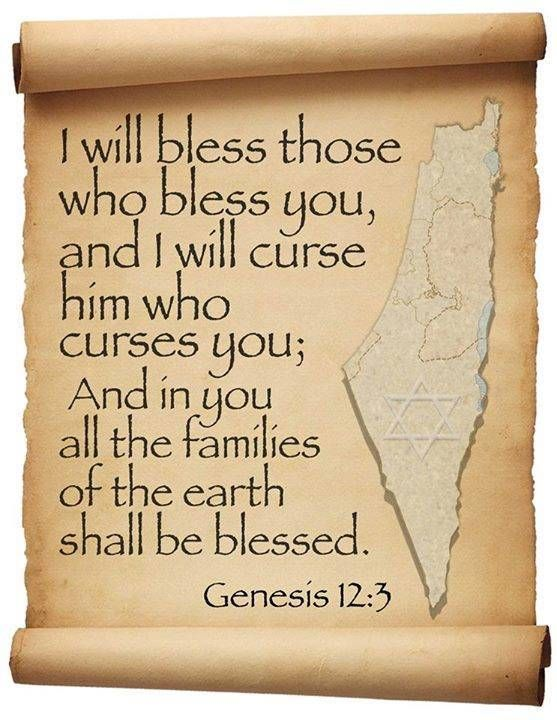 I will bless those
who bless you,
and I will curse
him who
curses you;
And in you
all the families
of the earth
shall be blessed.
Genesis 12:3